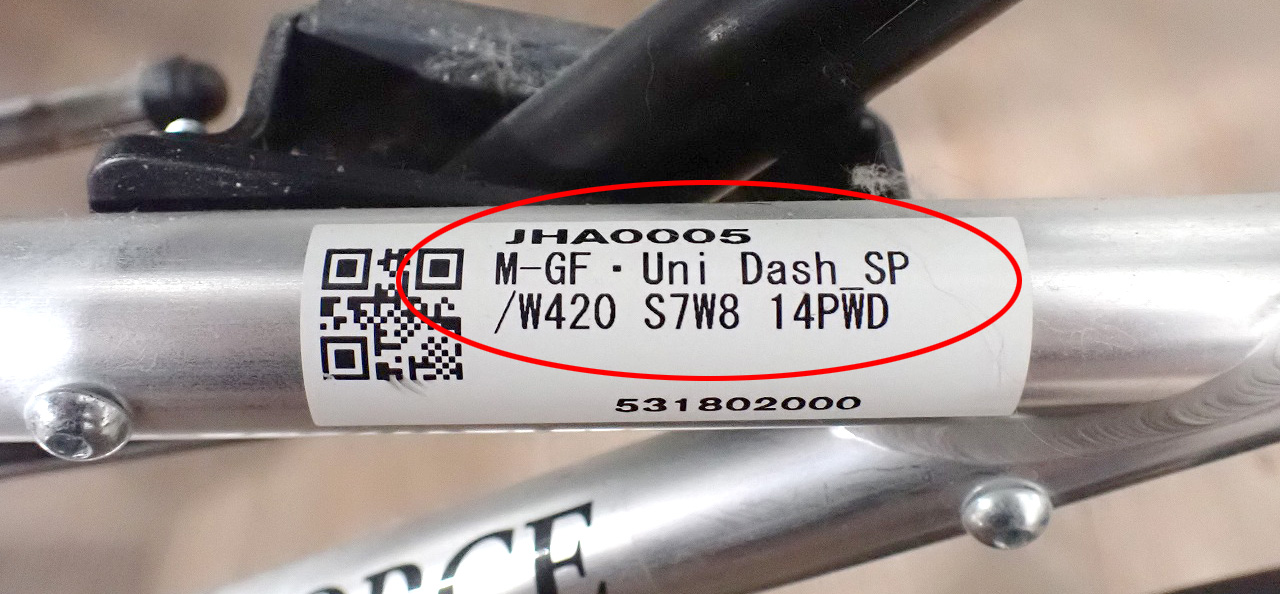 JHA0005
M-GF・Uni Dash_SP
/W420 S7W8 14PWD
531802000